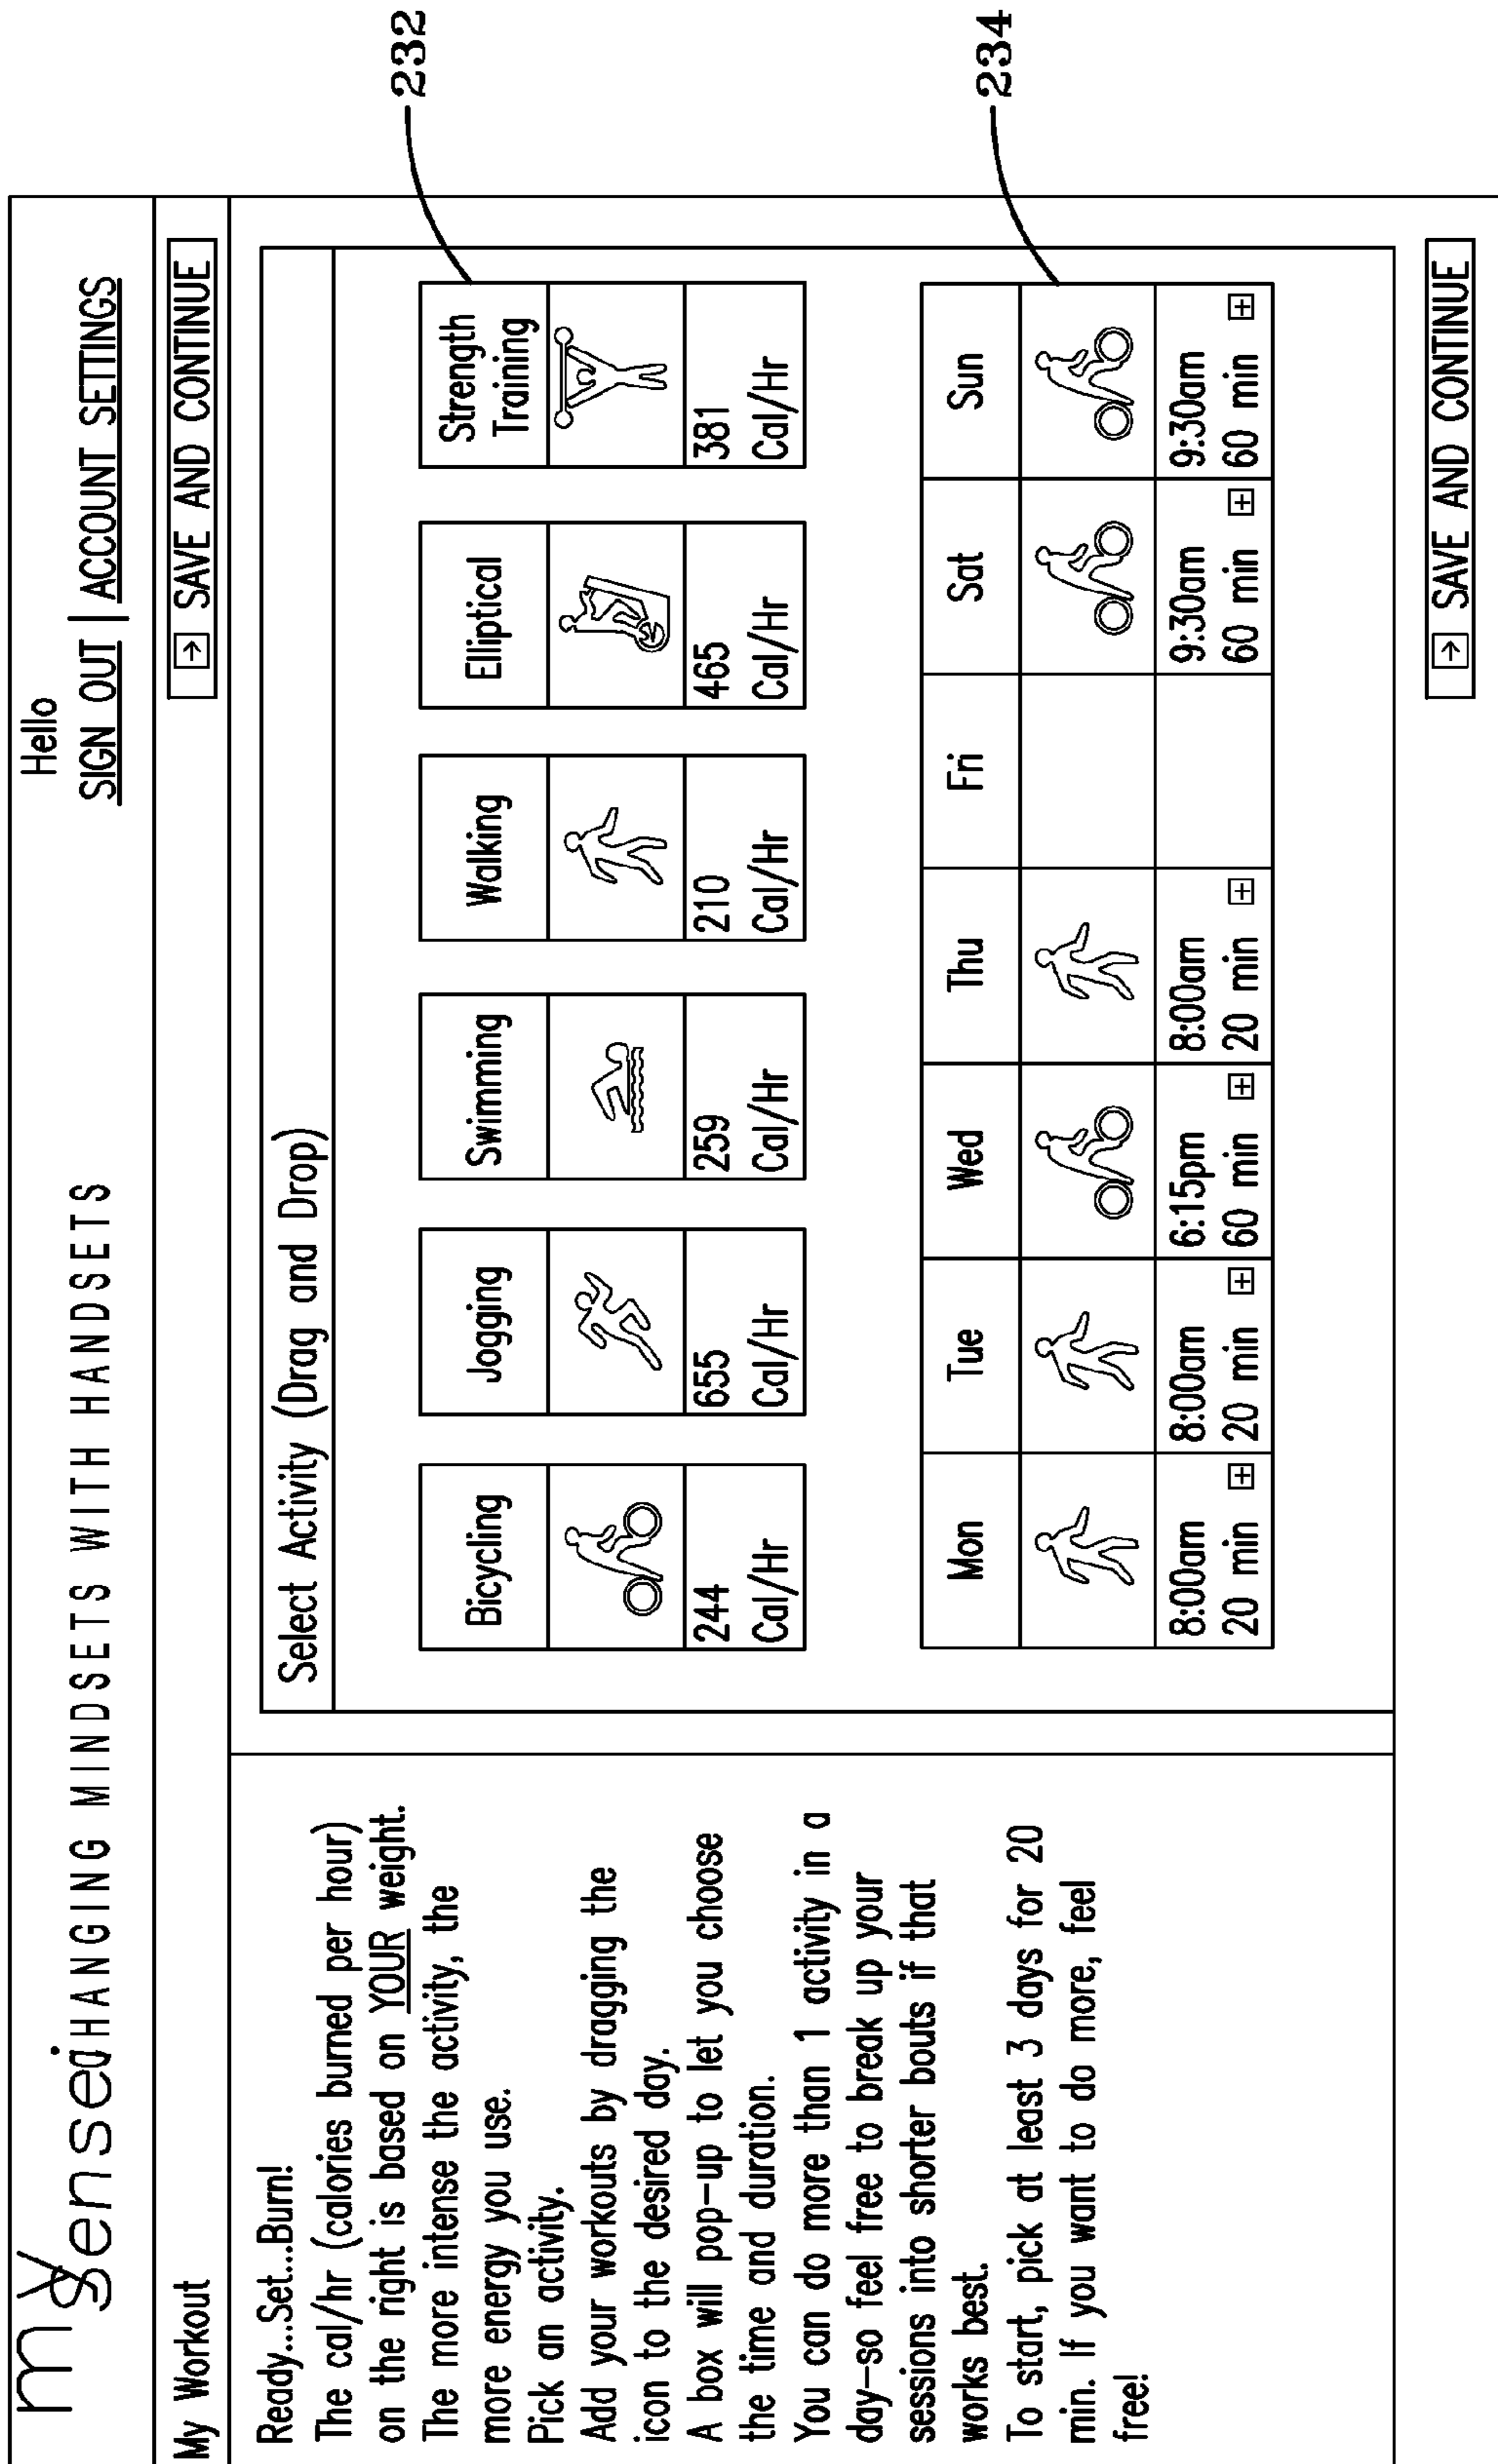 my
sensei
HANGING MINDSETS WITH HANDSETS
Hello
SIGN OUT | ACCOUNT SETTINGS
My Workout
SAVE AND CONTINUE
Ready...Set...Burn!
The cal/hr (calories burned per hour)
on the right is based on YOUR weight.
The more intense the activity, the
more energy you use.
Pick an activity.
Add your workouts by dragging the
icon to the desired day.
A box will pop-up to let you choose
the time and duration.
You can do more than 1 activity in a
day-so feel free to break up your
sessions into shorter bouts if that
works best.
To start, pick at least 3 days for 20
min. If you want to do more, feel
free!
Select Activity (Drag and Drop)
Bicycling
244
Cal/Hr
Jogging
655
Cal/Hr
Swimming
259
Cal/Hr
Walking
210
Cal/Hr
Elliptical
465
Cal/Hr
Strength
Training
381
Cal/Hr
232
Mon
8:00am
20 min
Tue
8:00am
20 min
Wed
6:15pm
60 min
Thu
8:00am
20 min
Fri
Sat
9:30am
60 min
Sun
9:30am
60 min
234
SAVE AND CONTINUE